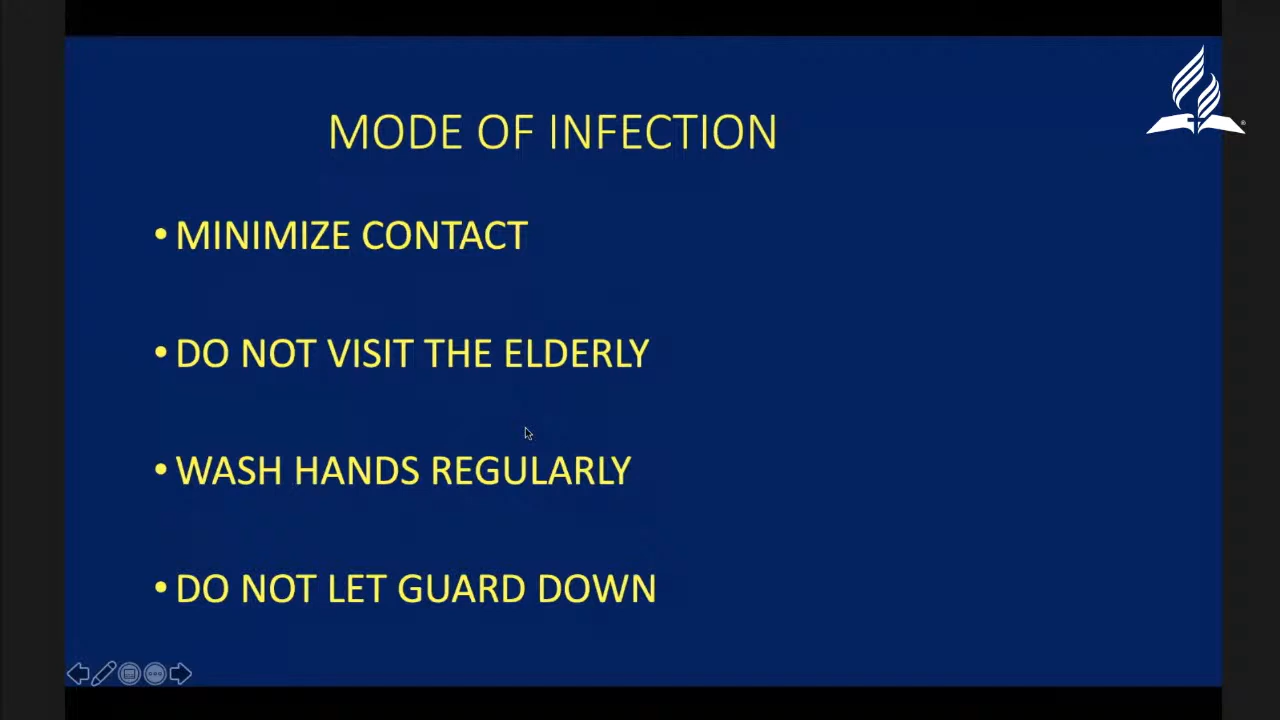 MODE OF INFECTION
• MINIMIZE CONTACT
• DO NOT VISIT THE ELDERLY
• WASH HANDS REGULARLY
• DO NOT LET GUARD DOWN